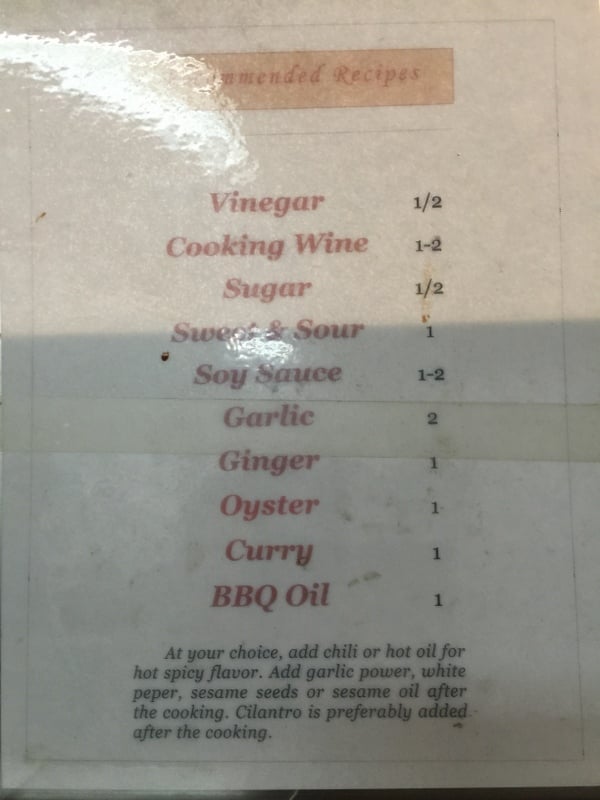 Recipes
Vinegar 1/2
Cooking Wine 1-2
Sugar 1/2
Sweet & Sour 1
Soy Sauce 1-2
Garlic 2
Ginger 1
Oyster 1
Curry 1
BBQ Oil 1
At your choice, add chili or hot oil for
hot spicy flavor. Add garlic power, white
peper, sesame seeds or sesame oil after
the cooking. Cilantro is preferably added
after the cooking.